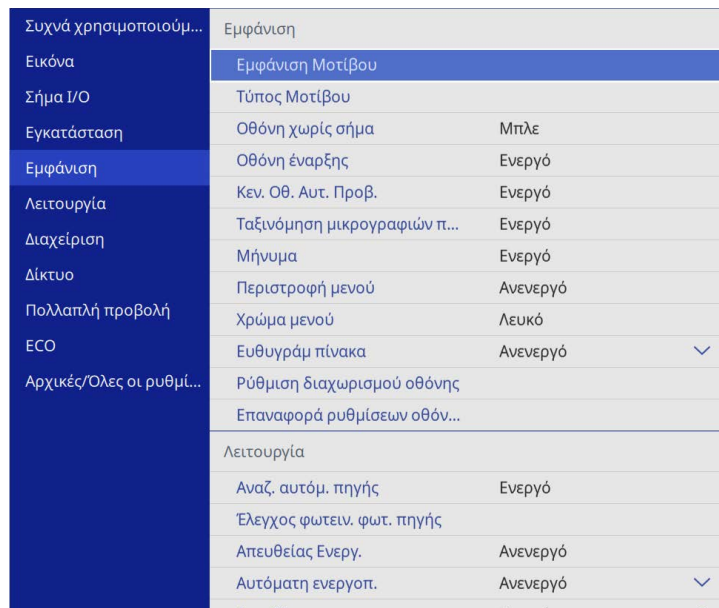 Συχνά χρησιμοποιούμ...
Εικόνα
Σήμα I/O
Εγκατάσταση
Εμφάνιση
Λειτουργία
Διαχείριση
Δίκτυο
Πολλαπλή προβολή
ECO
Αρχικές/Όλες οι ρυθμί...
Εμφάνιση
Εμφάνιση Μοτίβου
Τύπος Μοτίβου
Οθόνη χωρίς σήμα Μπλε
Οθόνη έναρξης Ενεργό
Κεν. Οθ. Αυτ. Προβ. Ενεργό
Ταξινόμηση μικρογραφιών π... Ενεργό
Μήνυμα Ενεργό
Περιστροφή μενού Ανενεργό
Χρώμα μενού Λευκό
Ευθυγράμ πίνακα Ανενεργό
Ρύθμιση διαχωρισμού οθόνης
Επαναφορά ρυθμίσεων οθόν...
Λειτουργία
Αναζ. αυτόμ. πηγής Ενεργό
Έλεγχος φωτειν. φωτ. πηγής
Απευθείας Ενεργ. Ανενεργό
Αυτόματη ενεργοπ. Ανενεργό